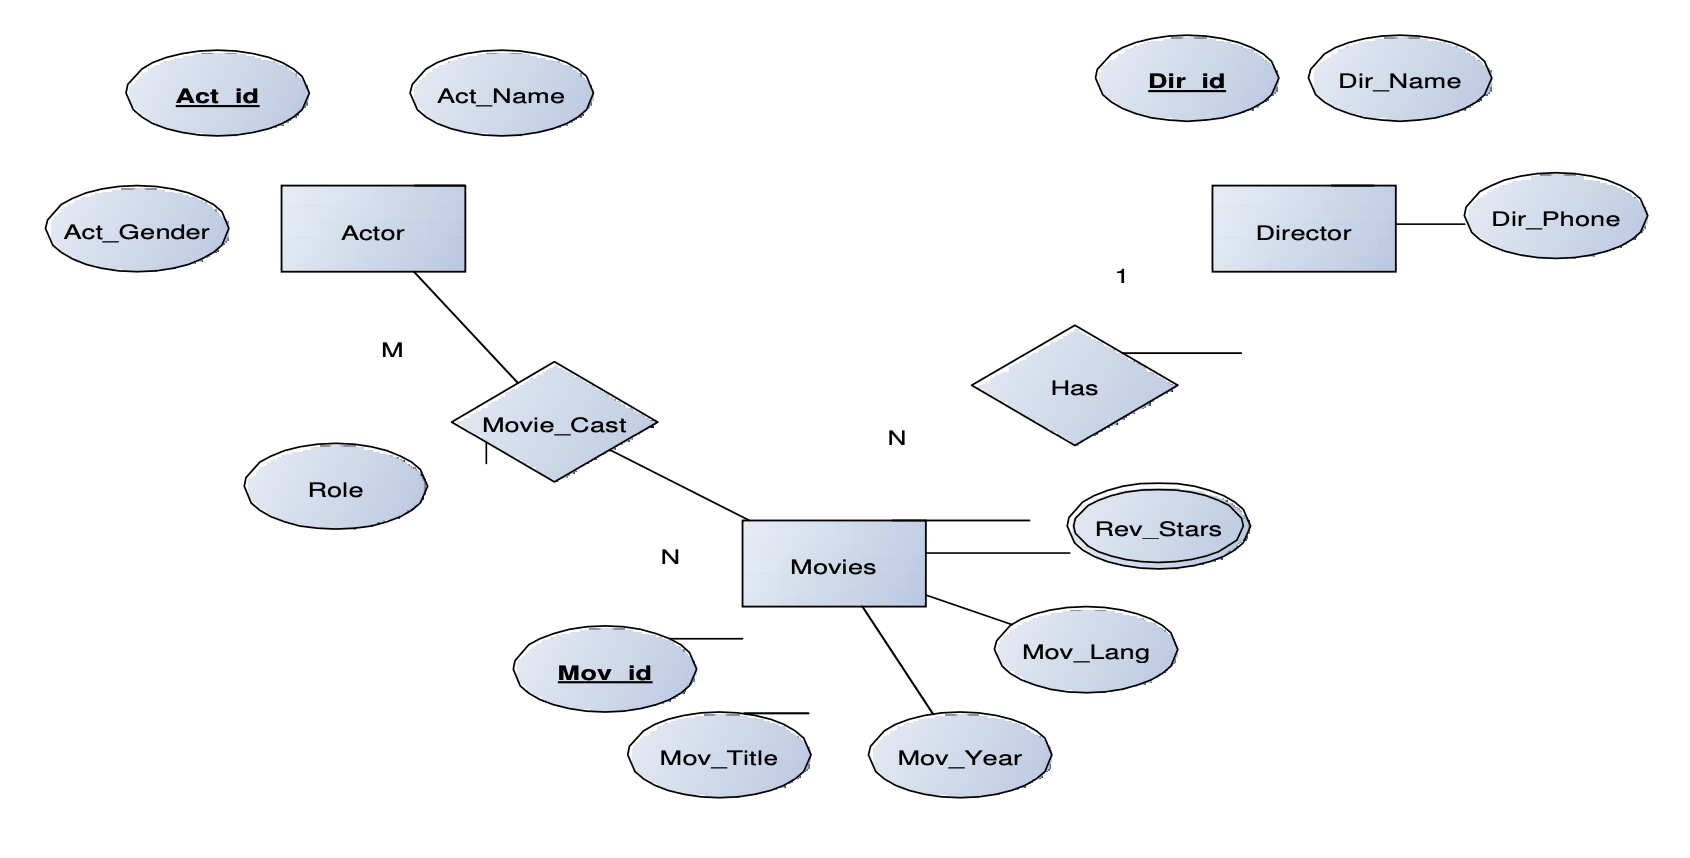 Act_id
Act_Name
Dir_id
Dir_Name
Act_Gender
Actor
Director
Dir_Phone
1
M
Has
Movie_Cast
N
Role
Rev_Stars
N
Movies
Mov_Lang
Mov_id
Mov_Title
Mov_Year